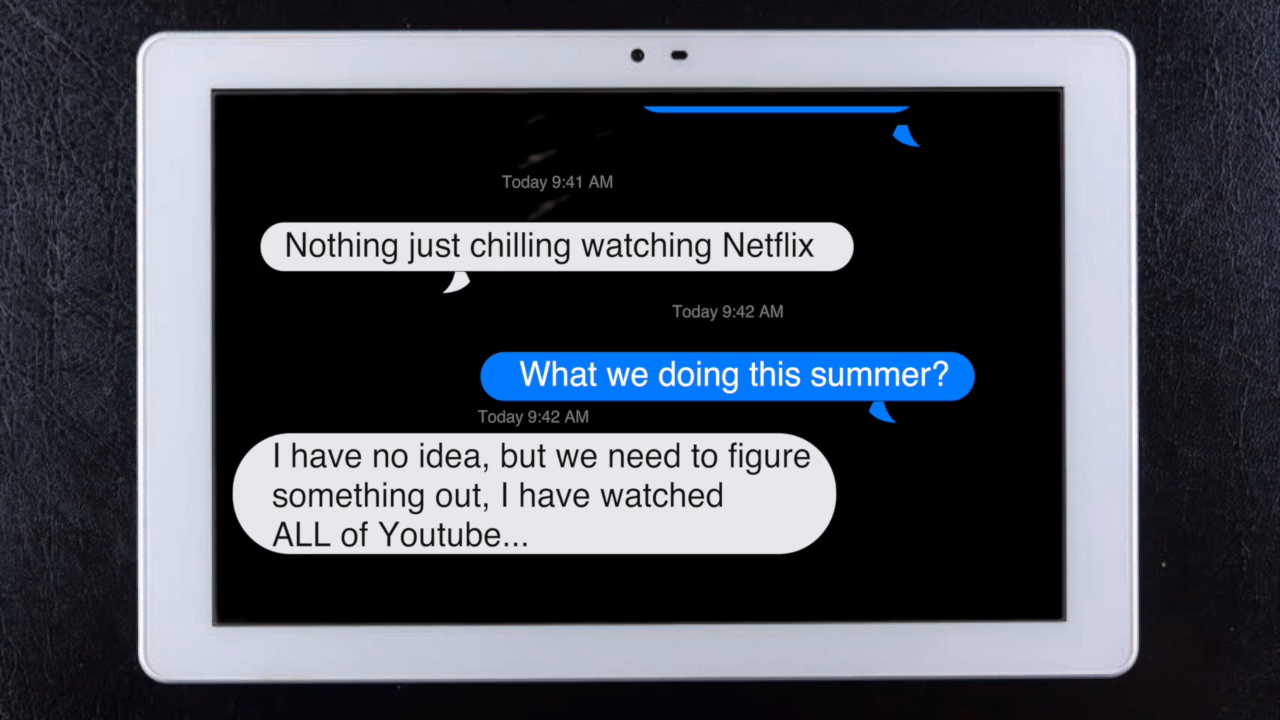 Today 9:41 AM
Nothing just chilling watching Netflix
Today 9:42 AM
What we doing this summer?
Today 9:42 AM
I have no idea, but we need to figure
something out, I have watched
ALL of Youtube...